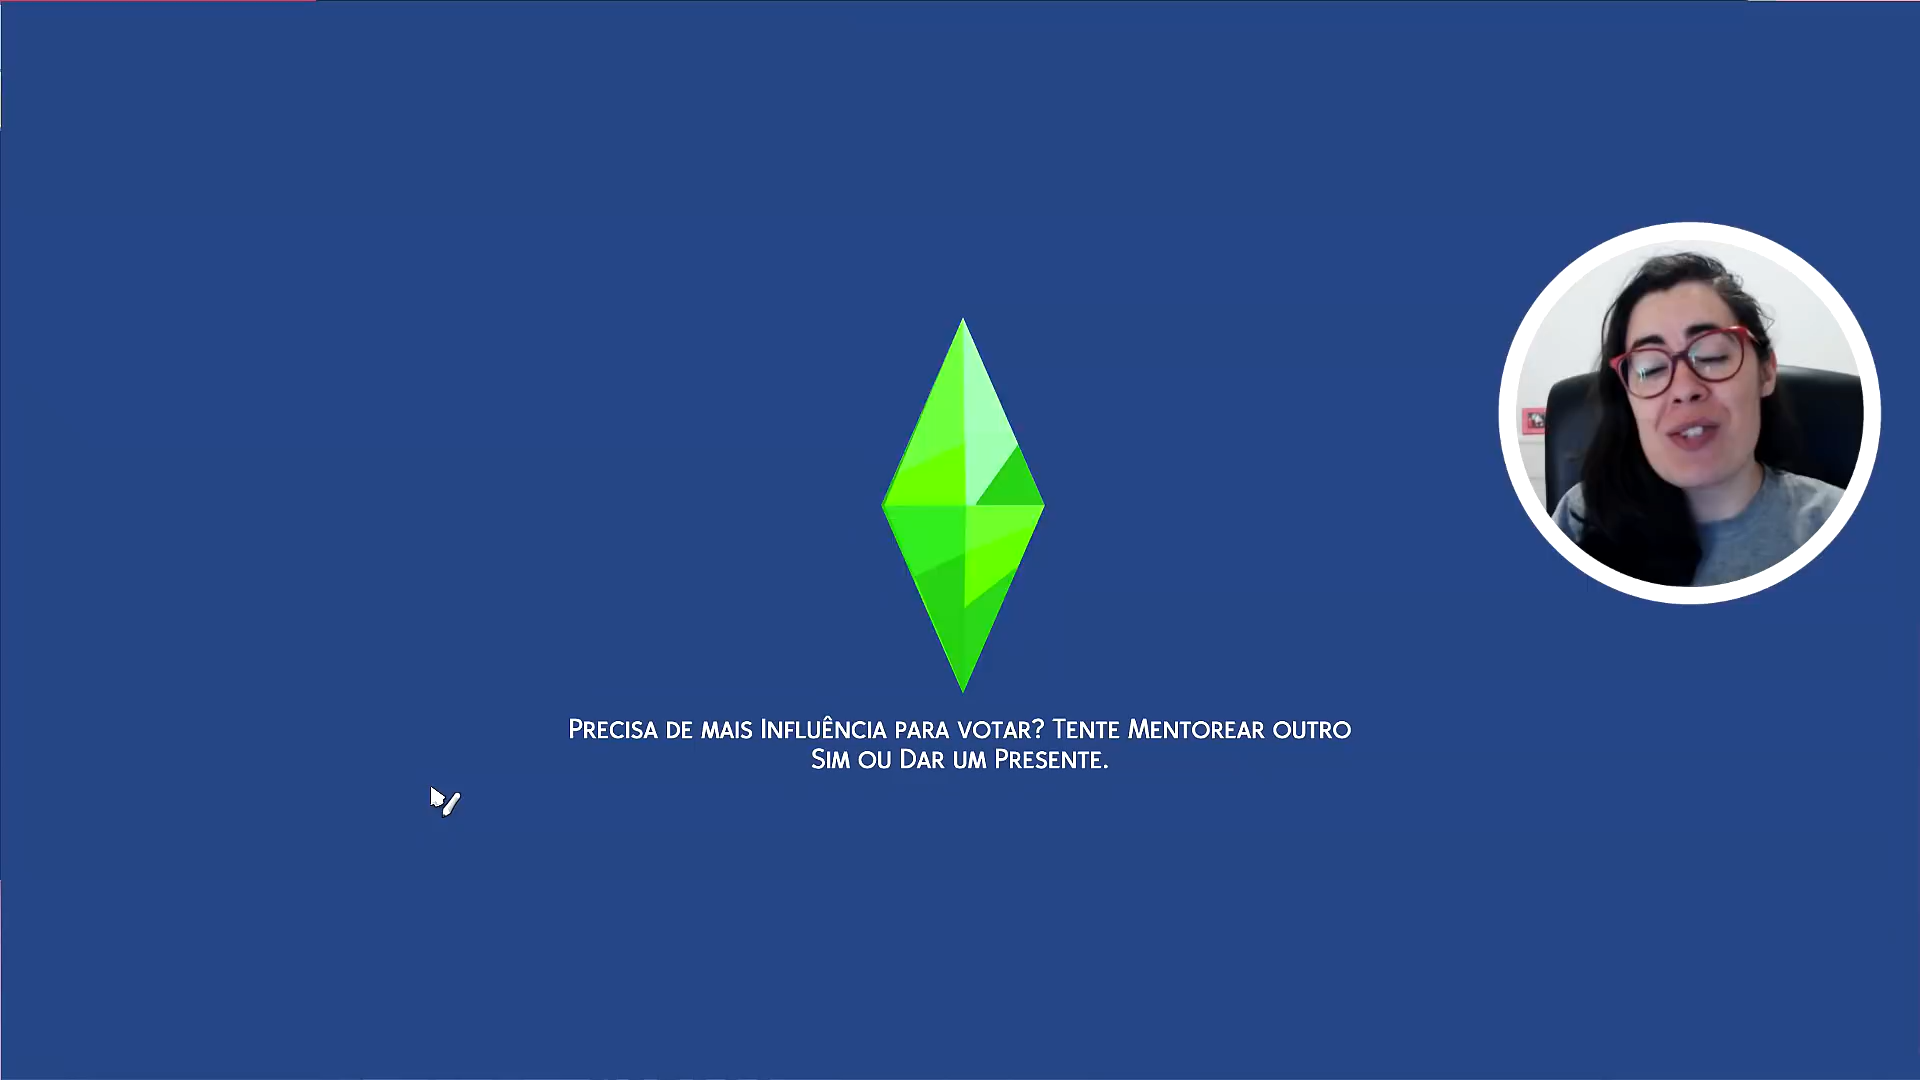 Precisa de mais Influência para votar? Tente Mentorear outro
Sim ou Dar um Presente.